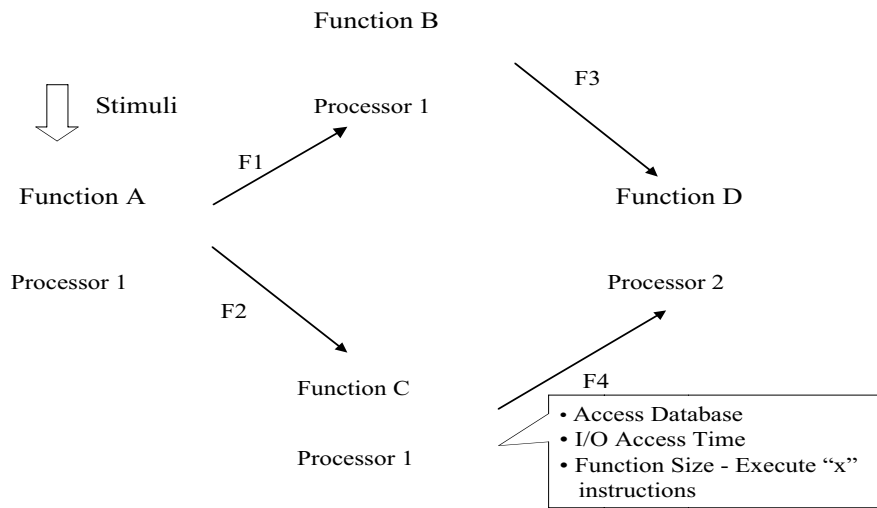 Function B
F3
Stimuli
Processor 1
F1
Function A
Function D
Processor 1
Processor 2
F2
Function C
F4
• Access Database
Processor 1
• I/O Access Time
• Function Size - Execute “x”
instructions